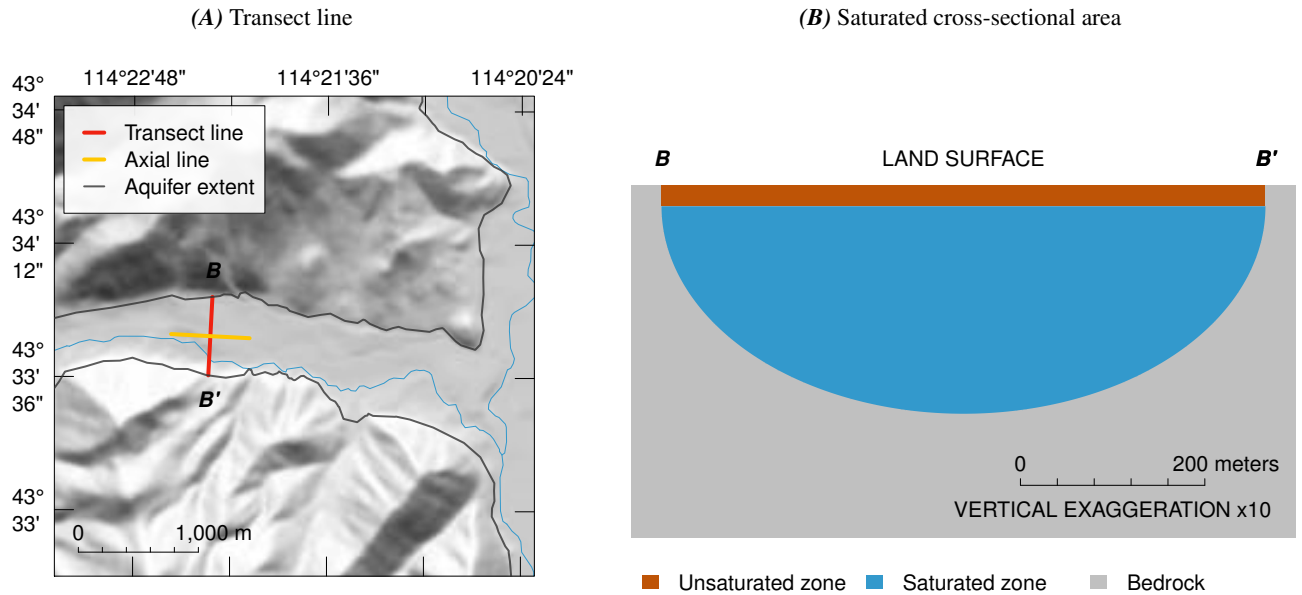 (A) Transect line
(B) Saturated cross-sectional area
114°22'48"
114°21'36"
114°20'24"
43°
34'
48"
Transect line
Axial line
Aquifer extent
43°
34'
12"
B
43°
33'
36"
B'
43°
33'
0
1,000 m
B
LAND SURFACE
B'
0
200 meters
VERTICAL EXAGGERATION x10
Unsaturated zone
Saturated zone
Bedrock